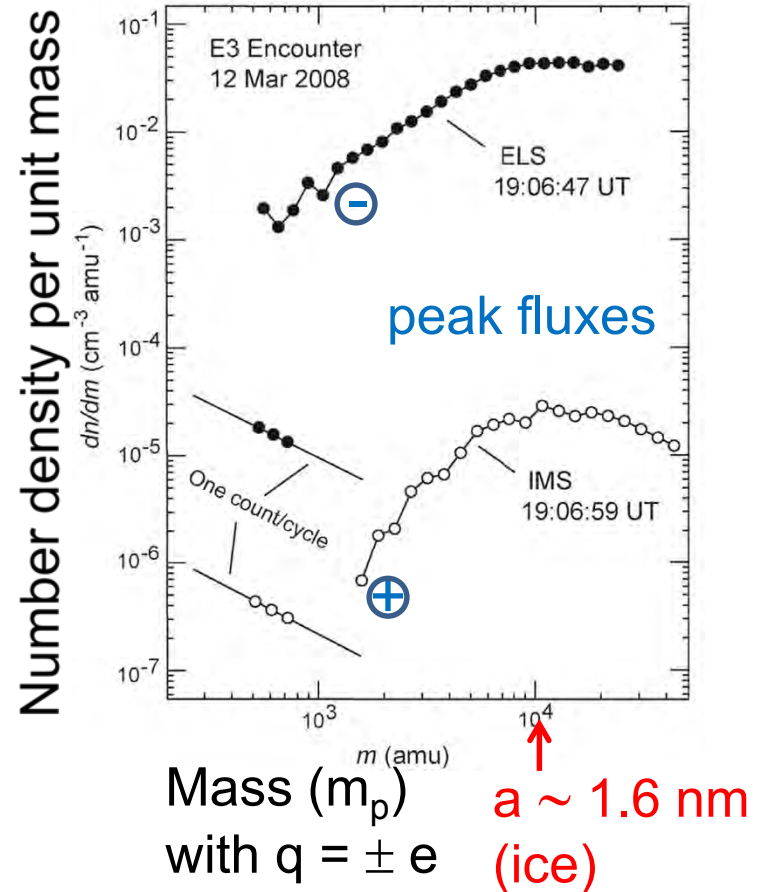 Number density per unit mass
dn/dm (cm⁻³ amu⁻¹)
10⁻¹
10⁻²
10⁻³
10⁻⁴
10⁻⁵
10⁻⁶
10⁻⁷
E3 Encounter
12 Mar 2008
ELS
19:06:47 UT
−
peak fluxes
One count/cycle
IMS
19:06:59 UT
+
10³
10⁴
m (amu)
Mass (mₚ)
with q = ± e
a ~ 1.6 nm
(ice)